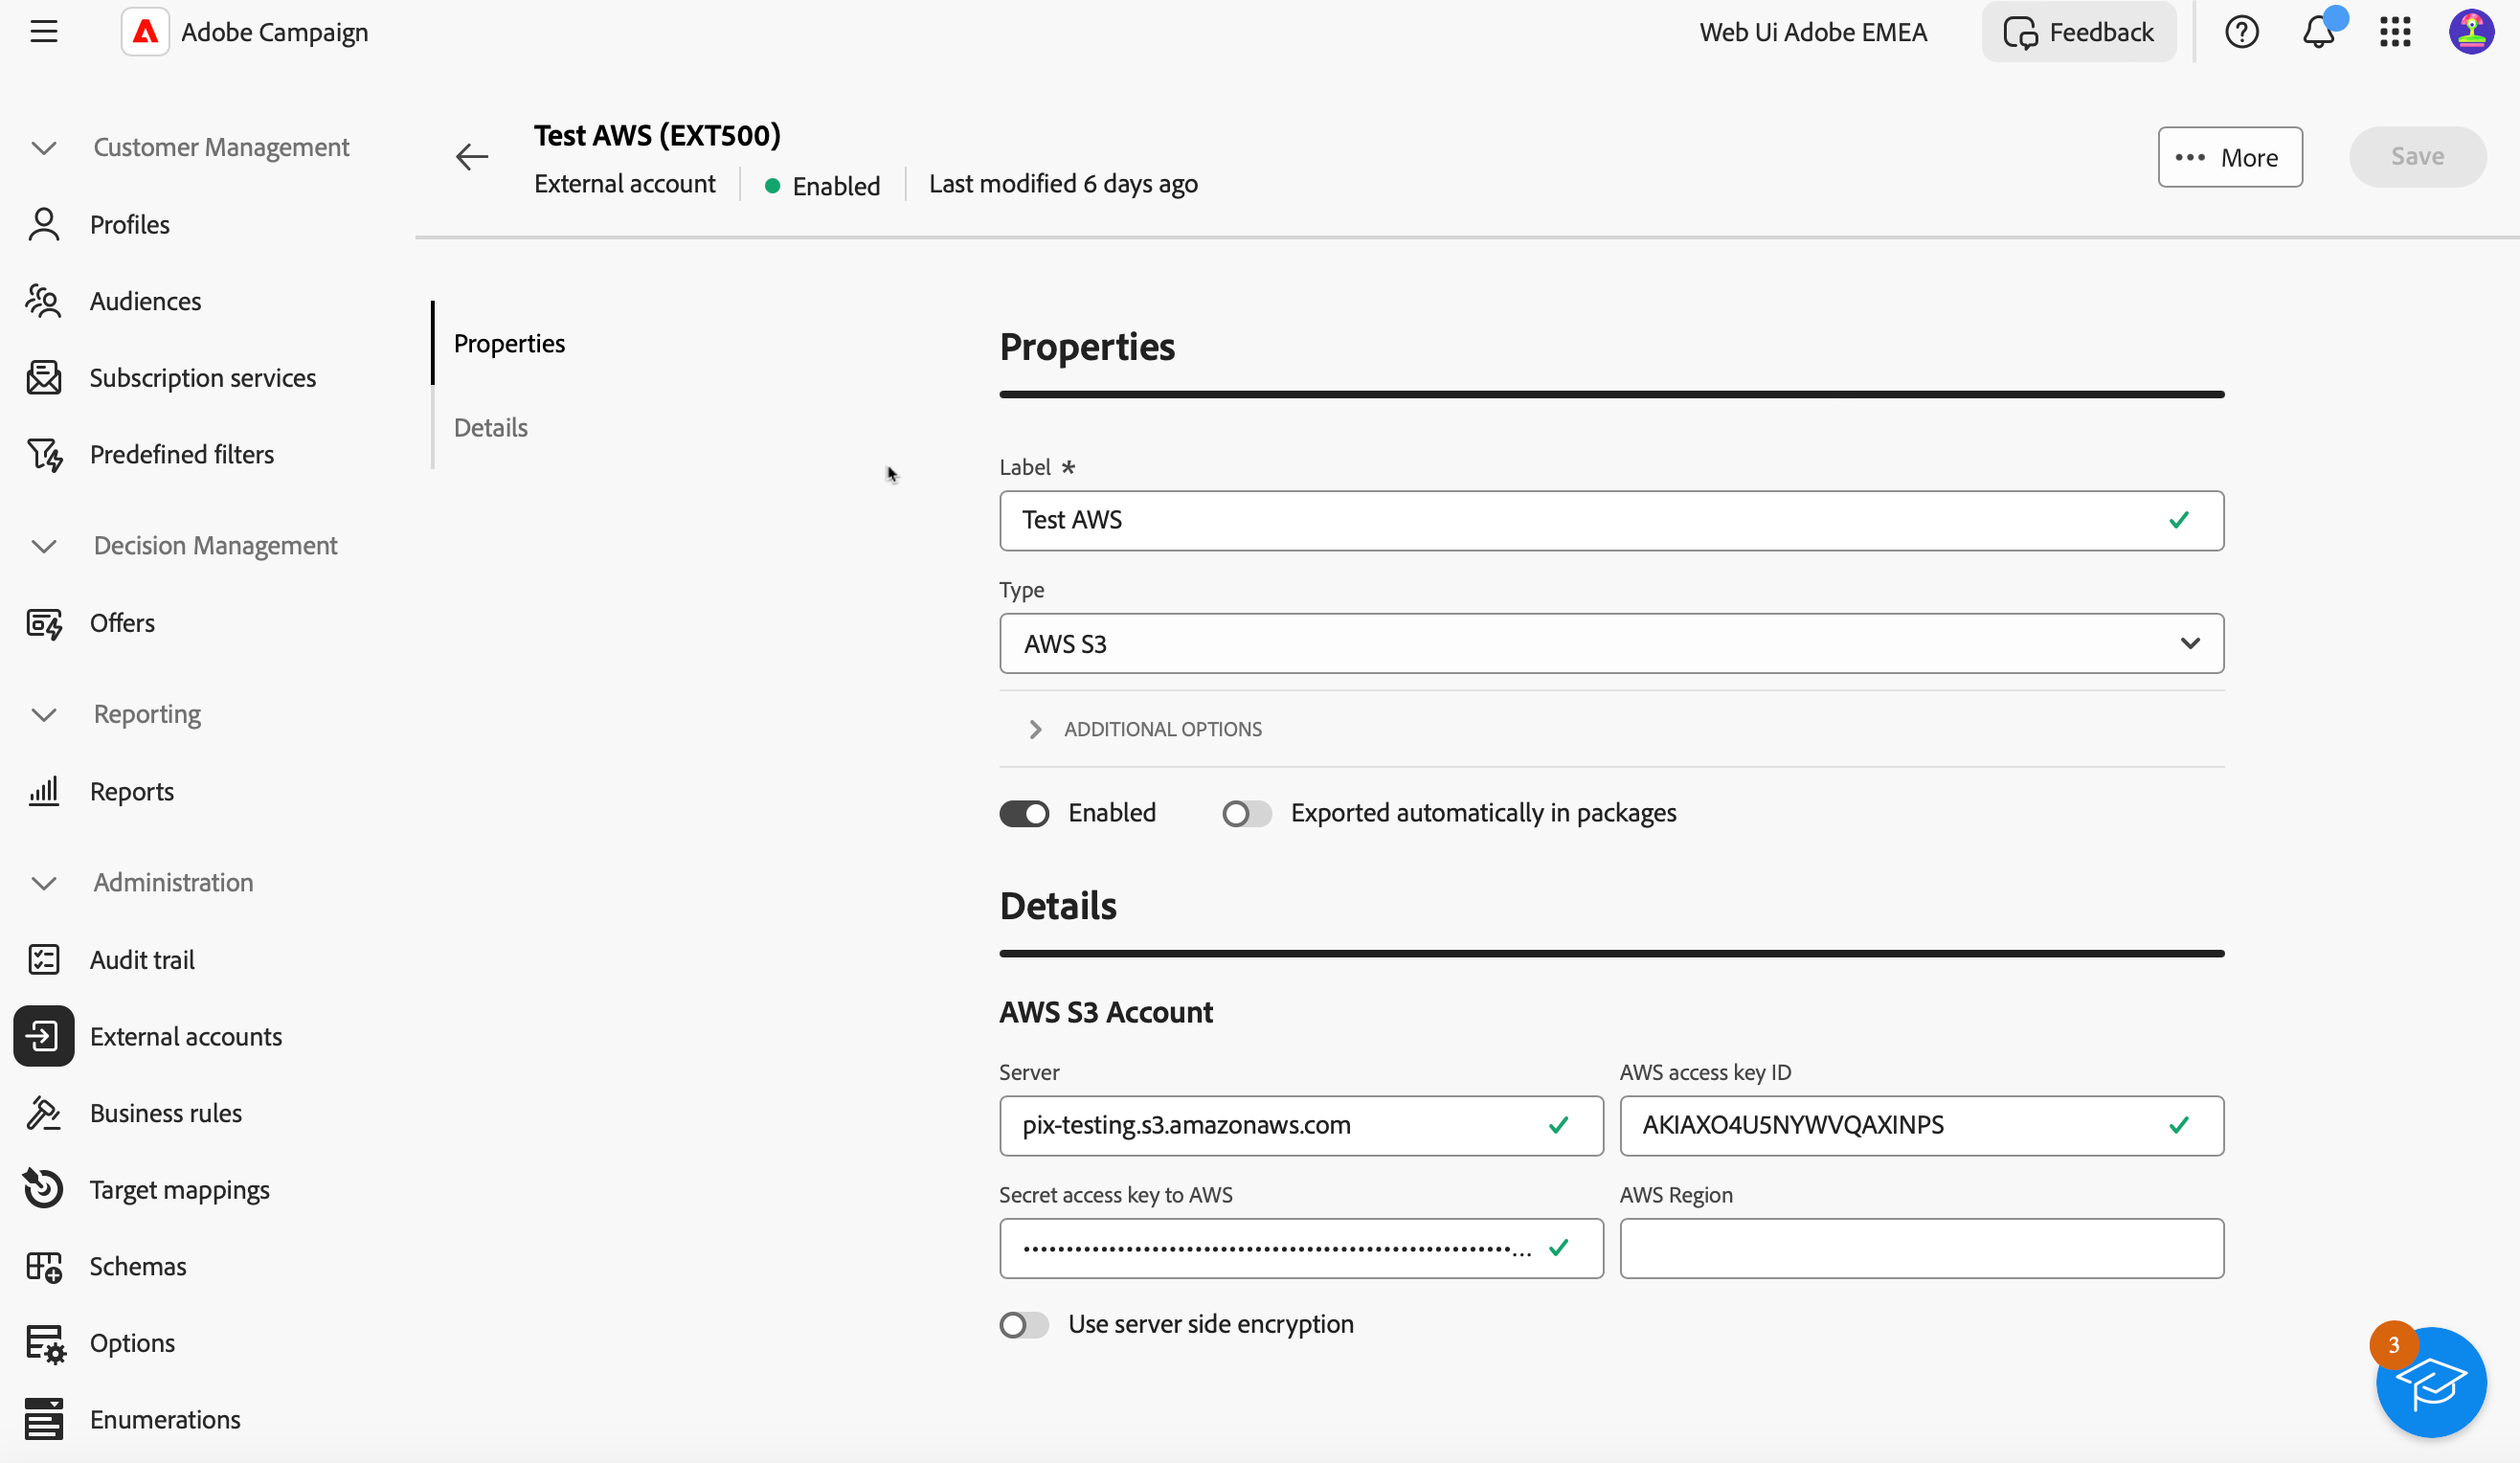 Adobe Campaign
Web Ui Adobe EMEA
Feedback
Customer Management
Profiles
Audiences
Subscription services
Predefined filters
Decision Management
Offers
Reporting
Reports
Administration
Audit trail
External accounts
Business rules
Target mappings
Schemas
Options
Enumerations
Test AWS (EXT500)
External account
Enabled
Last modified 6 days ago
More
Save
Properties
Details
Properties
Label *
Test AWS
Type
AWS S3
ADDITIONAL OPTIONS
Enabled
Exported automatically in packages
Details
AWS S3 Account
Server
AWS access key ID
pix-testing.s3.amazonaws.com
AKIAXO4U5NYWVQAXINPS
Secret access key to AWS
AWS Region
Use server side encryption
3